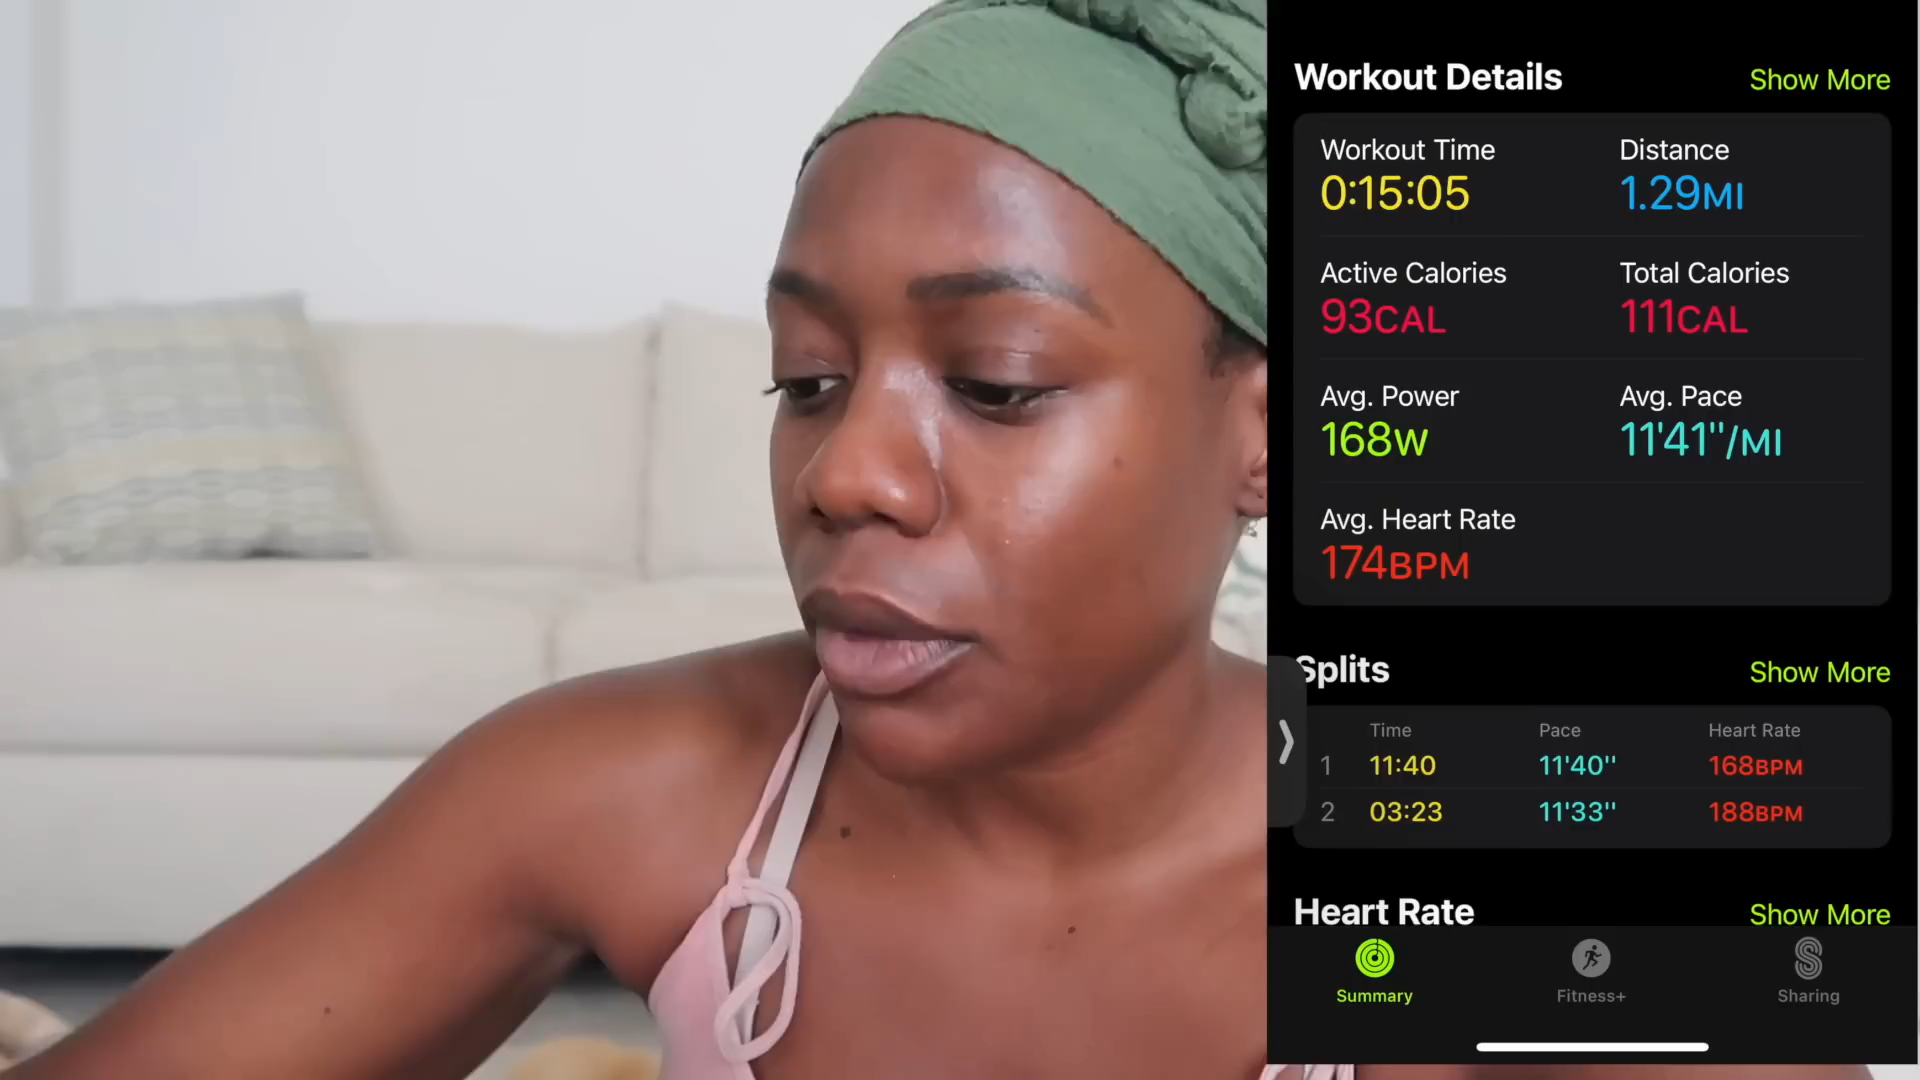 Workout Details Show More
Workout Time Distance
0:15:05 1.29MI
Active Calories Total Calories
93CAL 111CAL
Avg. Power Avg. Pace
168W 11'41"/MI
Avg. Heart Rate
174BPM
Splits Show More
Time Pace Heart Rate
1 11:40 11'40'' 168BPM
2 03:23 11'33'' 188BPM
Heart Rate Show More
Summary Fitness+ Sharing